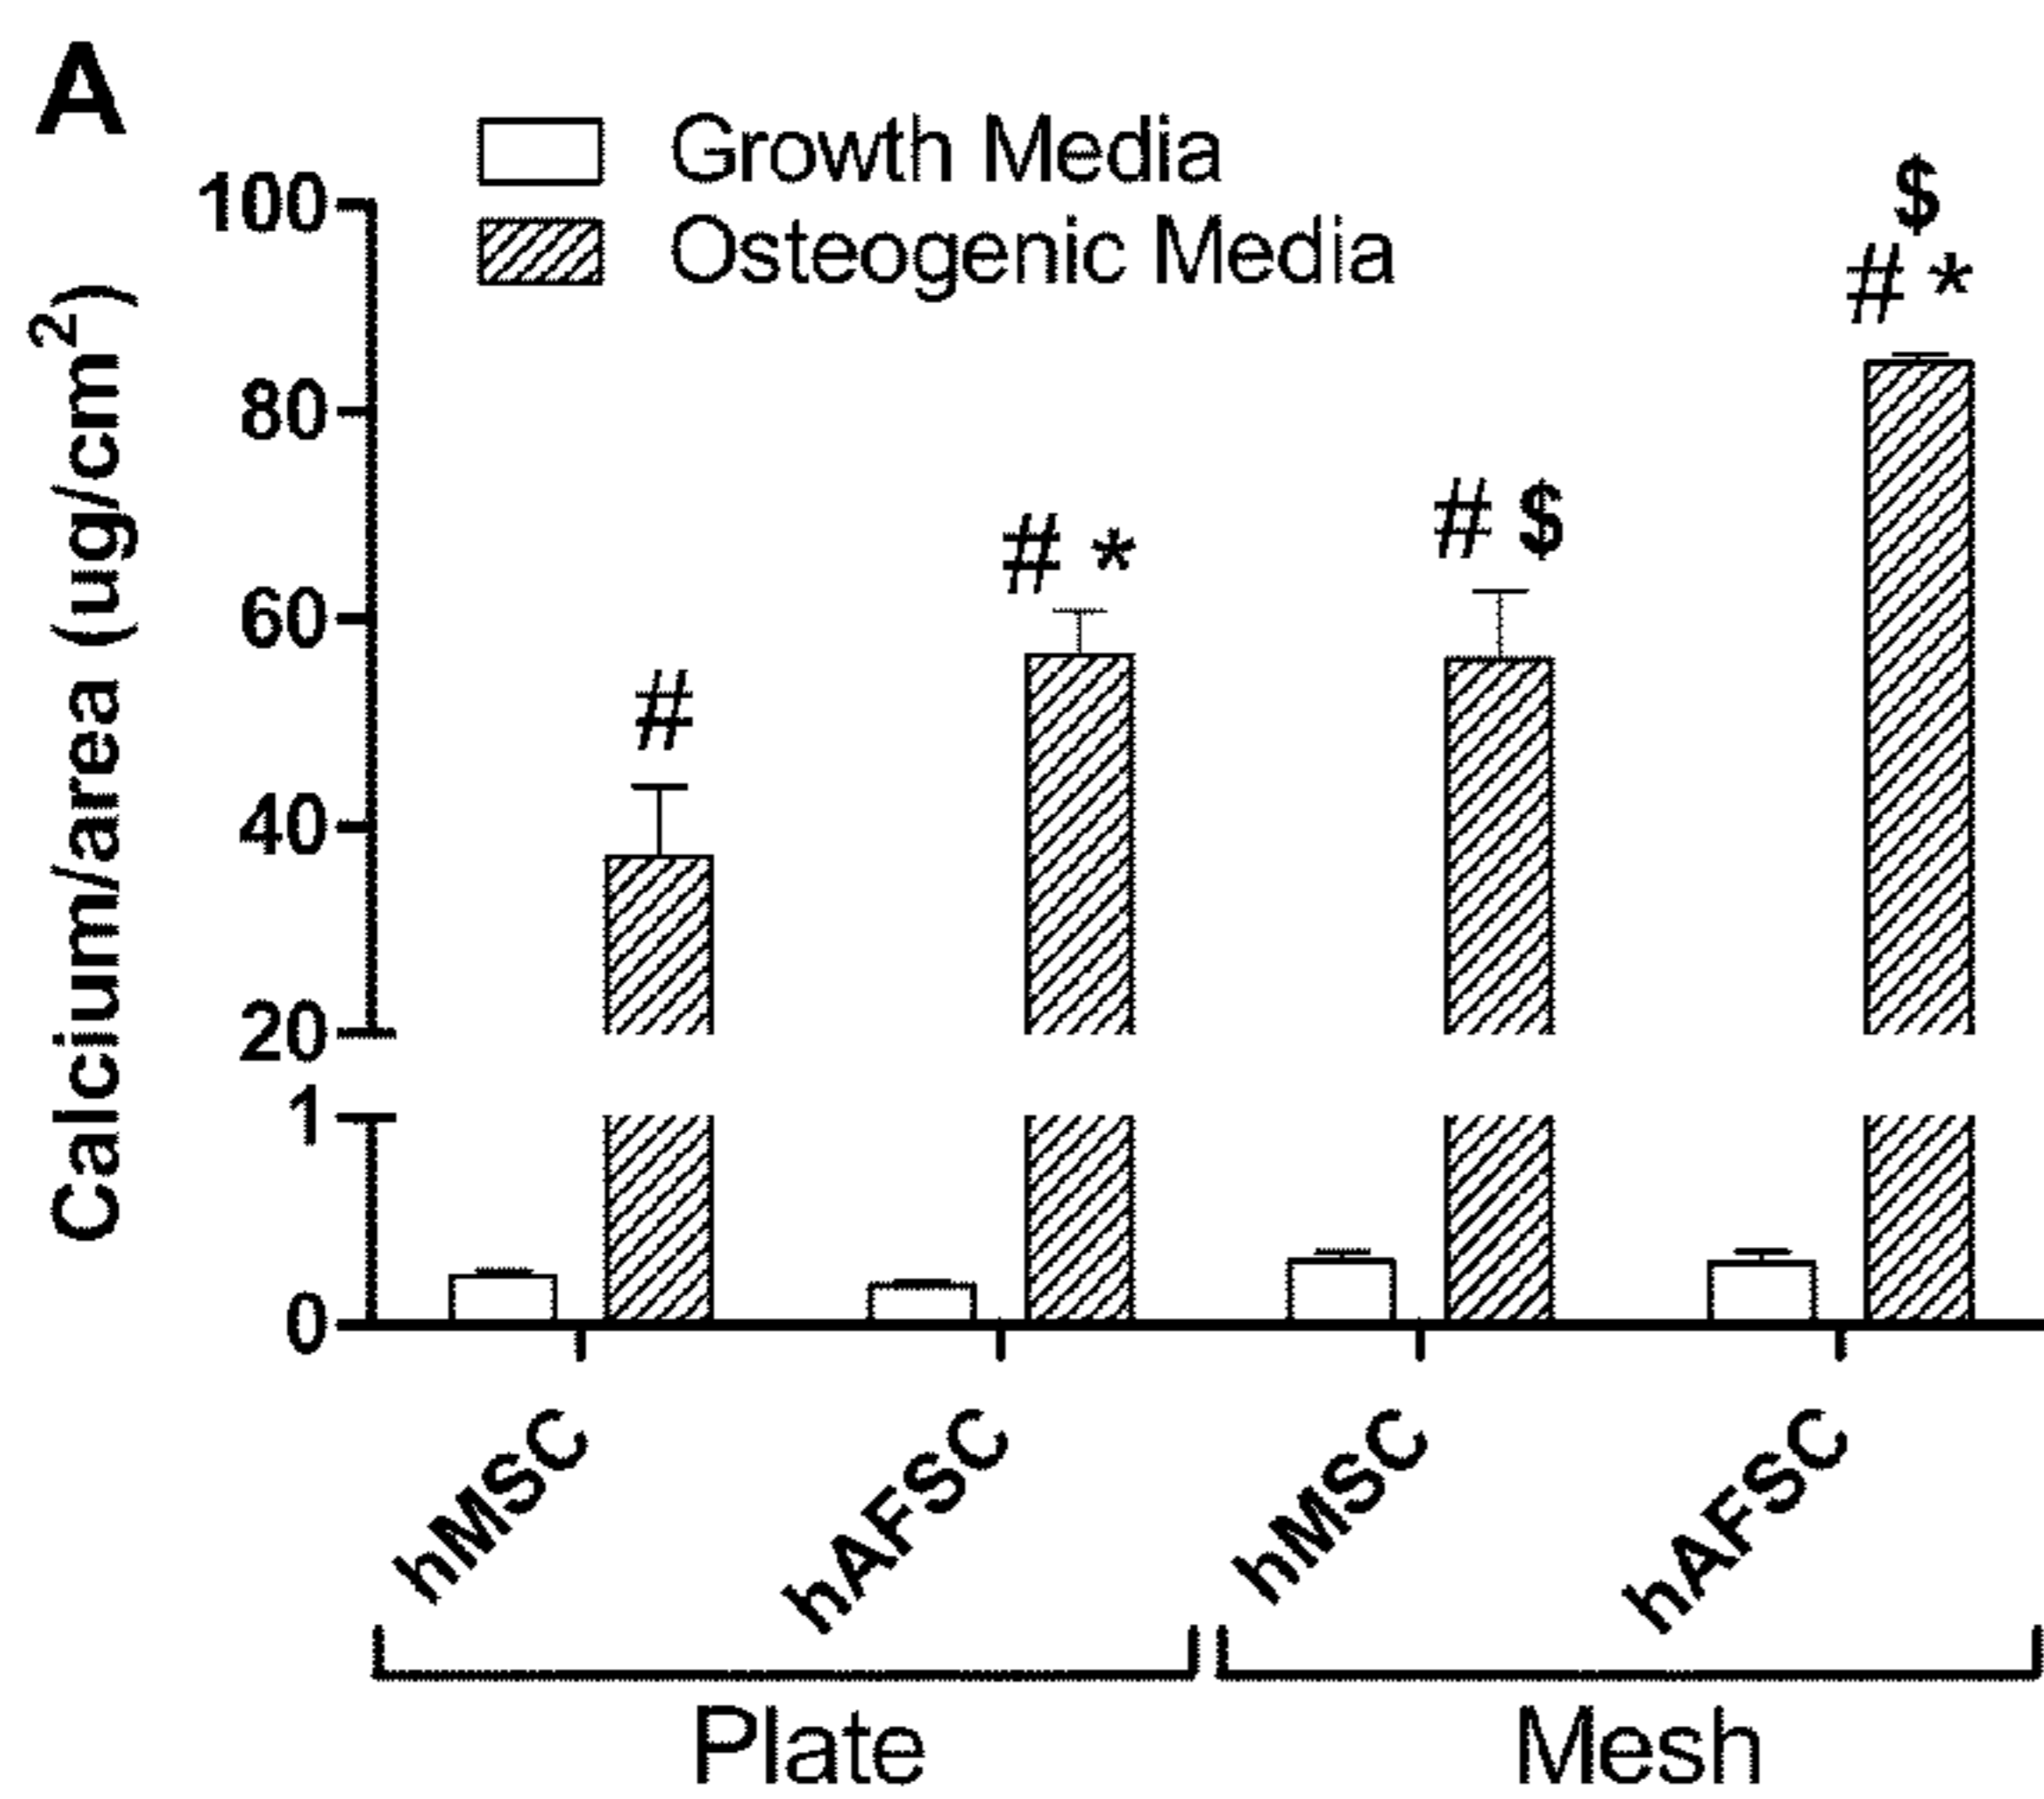 A
Growth Media
Osteogenic Media
Calcium/area (ug/cm²)
100
80
60
40
20
1
0
#
# *
# $
$
# *
hMSC
hAFSC
hMSC
hAFSC
Plate
Mesh